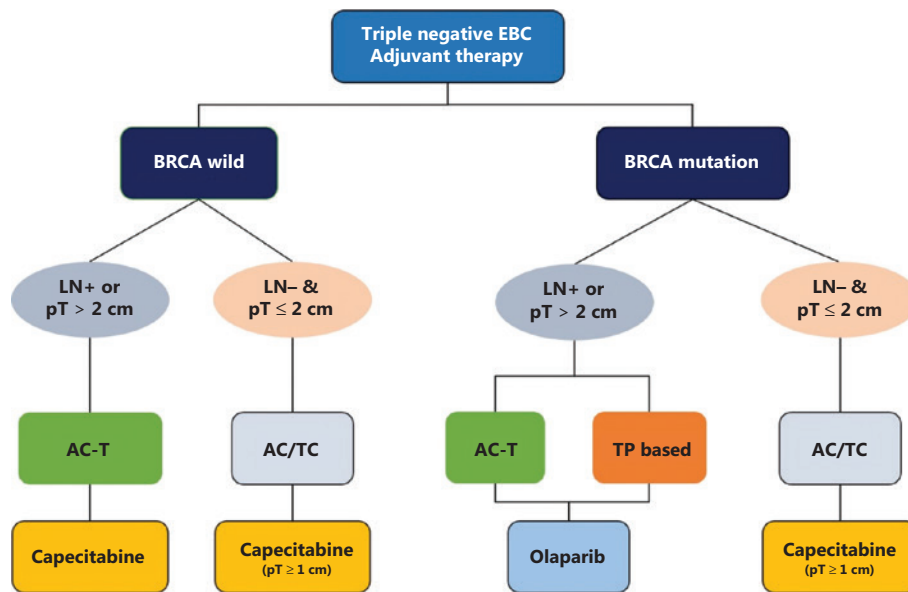 Triple negative EBC
Adjuvant therapy
BRCA wild
BRCA mutation
LN+ or
pT > 2 cm
LN– &
pT ≤ 2 cm
LN+ or
pT > 2 cm
LN– &
pT ≤ 2 cm
AC-T
AC/TC
AC-T
TP based
AC/TC
Capecitabine
Capecitabine
(pT ≥ 1 cm)
Olaparib
Capecitabine
(pT ≥ 1 cm)